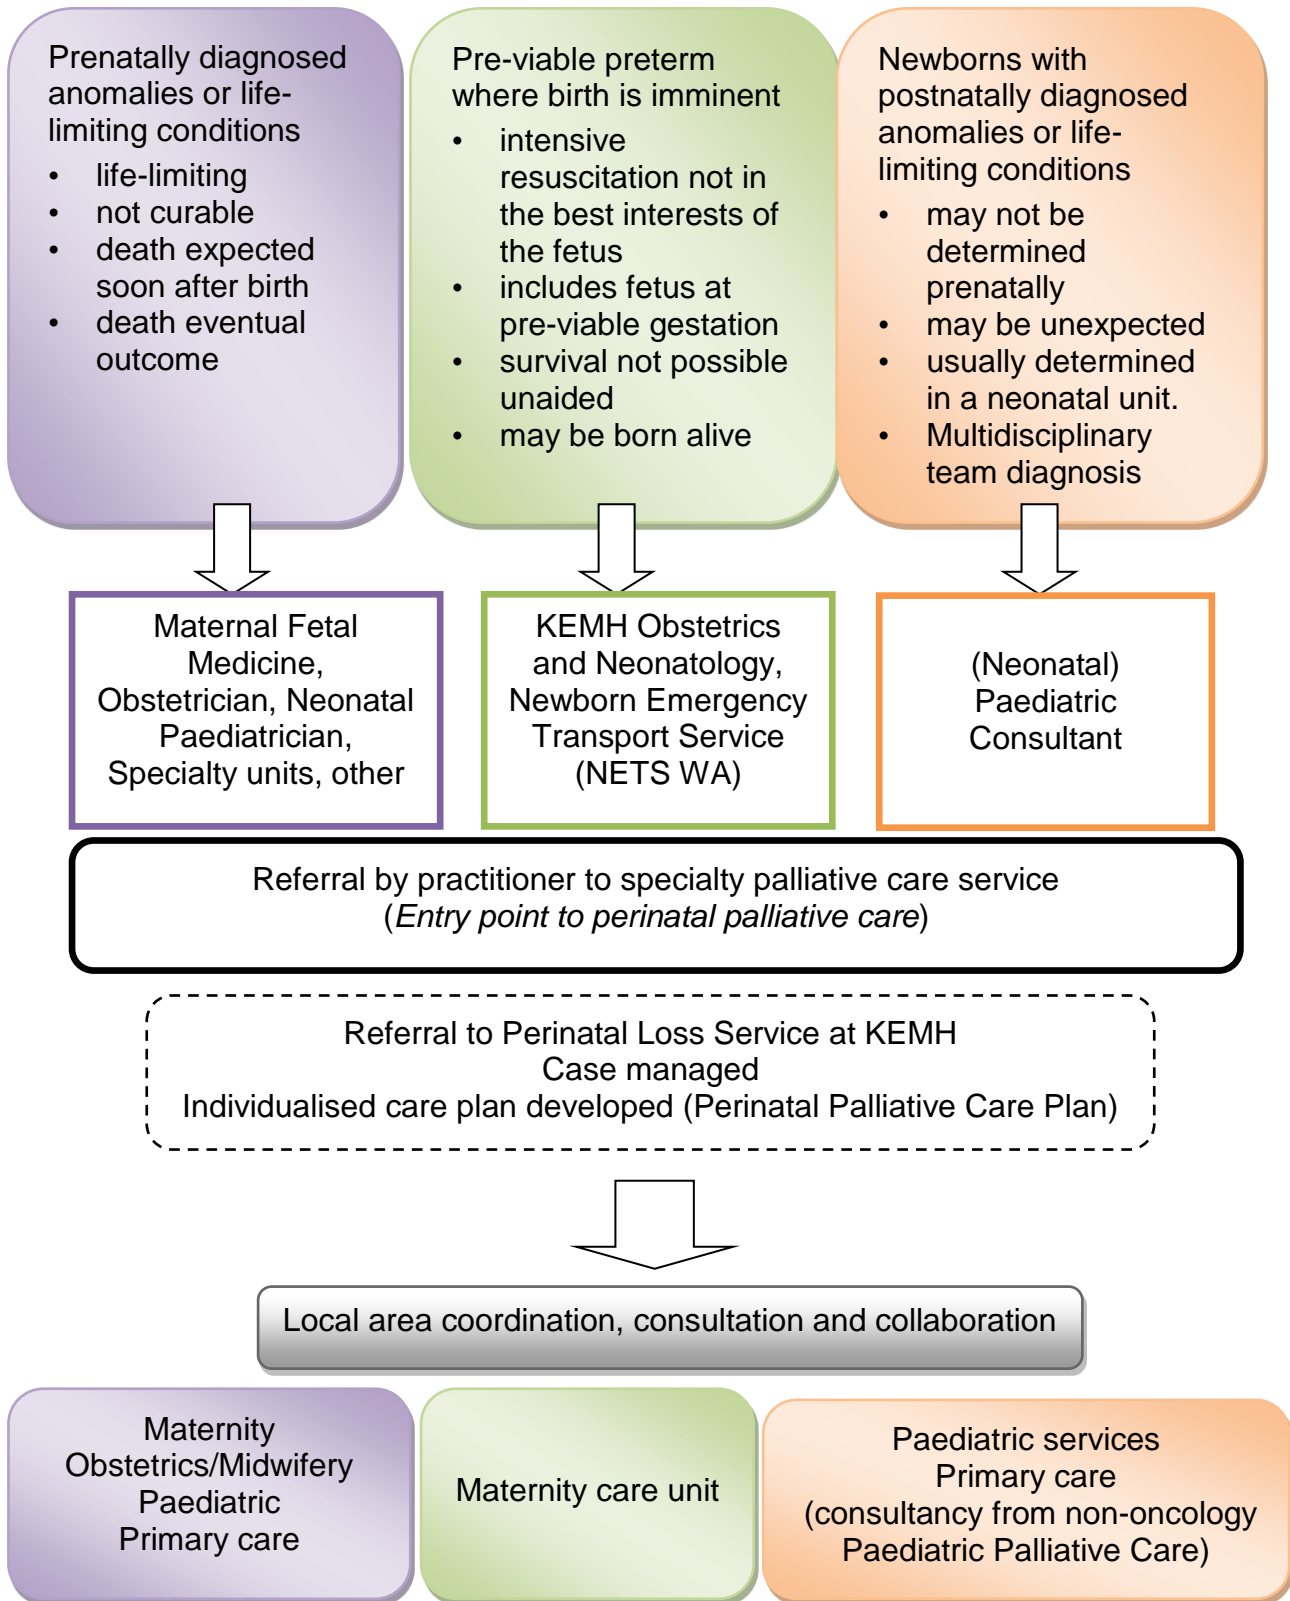 Prenatally diagnosed
anomalies or life-
limiting conditions
• life-limiting
• not curable
• death expected
soon after birth
• death eventual
outcome
Pre-viable preterm
where birth is imminent
• intensive
resuscitation not in
the best interests of
the fetus
• includes fetus at
pre-viable gestation
• survival not possible
unaided
• may be born alive
Newborns with
postnatally diagnosed
anomalies or life-
limiting conditions
• may not be
determined
prenatally
• may be unexpected
• usually determined
in a neonatal unit.
• Multidisciplinary
team diagnosis
Maternal Fetal
Medicine,
Obstetrician, Neonatal
Paediatrician,
Specialty units, other
KEMH Obstetrics
and Neonatology,
Newborn Emergency
Transport Service
(NETS WA)
(Neonatal)
Paediatric
Consultant
Referral by practitioner to specialty palliative care service
(Entry point to perinatal palliative care)
Referral to Perinatal Loss Service at KEMH
Case managed
Individualised care plan developed (Perinatal Palliative Care Plan)
Local area coordination, consultation and collaboration
Maternity
Obstetrics/Midwifery
Paediatric
Primary care
Maternity care unit
Paediatric services
Primary care
(consultancy from non-oncology
Paediatric Palliative Care)